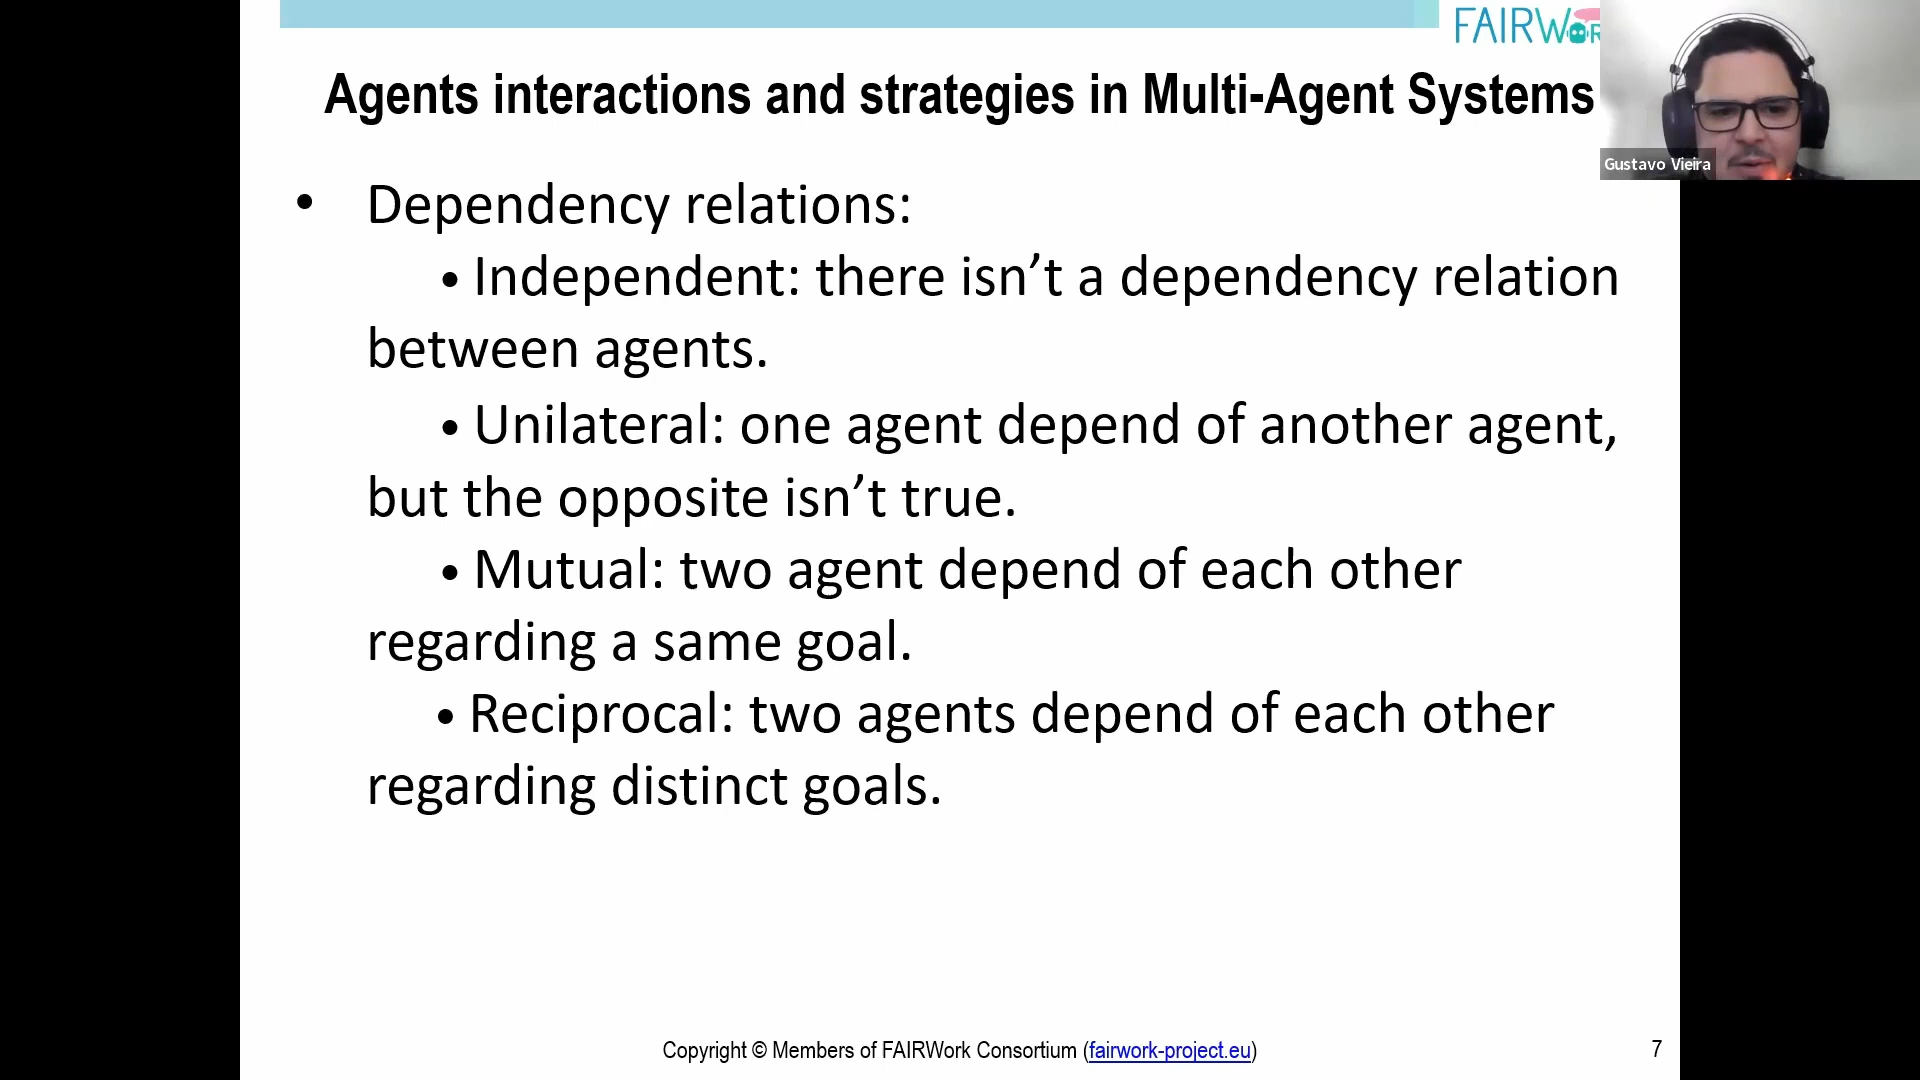 FAIRWor
Agents interactions and strategies in Multi-Agent Systems
Gustavo Vieira
• Dependency relations:
• Independent: there isn’t a dependency relation
between agents.
• Unilateral: one agent depend of another agent,
but the opposite isn’t true.
• Mutual: two agent depend of each other
regarding a same goal.
• Reciprocal: two agents depend of each other
regarding distinct goals.
Copyright © Members of FAIRWork Consortium (fairwork-project.eu)
7